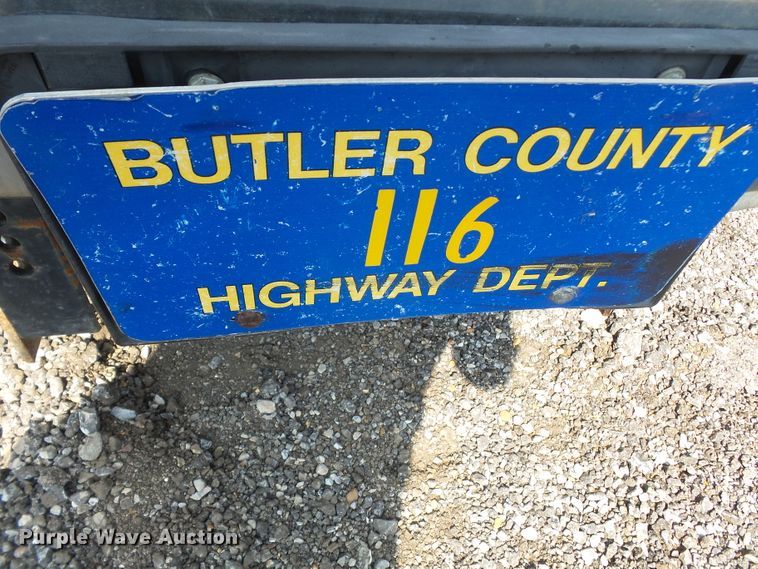 BUTLER COUNTY
116
HIGHWAY DEPT.
Purple Wave Auction